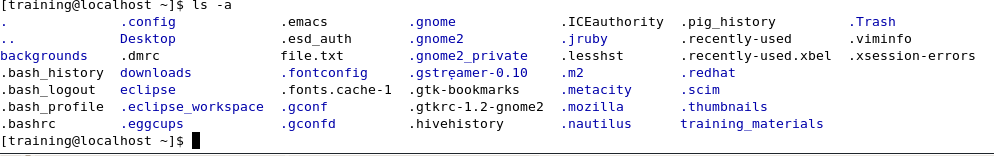 [training@localhost ~]$ ls -a
. .config .emacs .gnome .ICEauthority .pig_history .Trash
.. Desktop .esd_auth .gnome2 .jruby .recently-used .viminfo
backgrounds .dmrc file.txt .gnome2_private .lesshst .recently-used.xbel .xsession-errors
.bash_history downloads .fontconfig .gstreamer-0.10 .m2 .redhat
.bash_logout eclipse .fonts.cache-1 .gtk-bookmarks .metacity .scim
.bash_profile .eclipse_workspace .gconf .gtkrc-1.2-gnome2 .mozilla .thumbnails
.bashrc .eggcups .gconfd .hivehistory .nautilus training_materials
[training@localhost ~]$